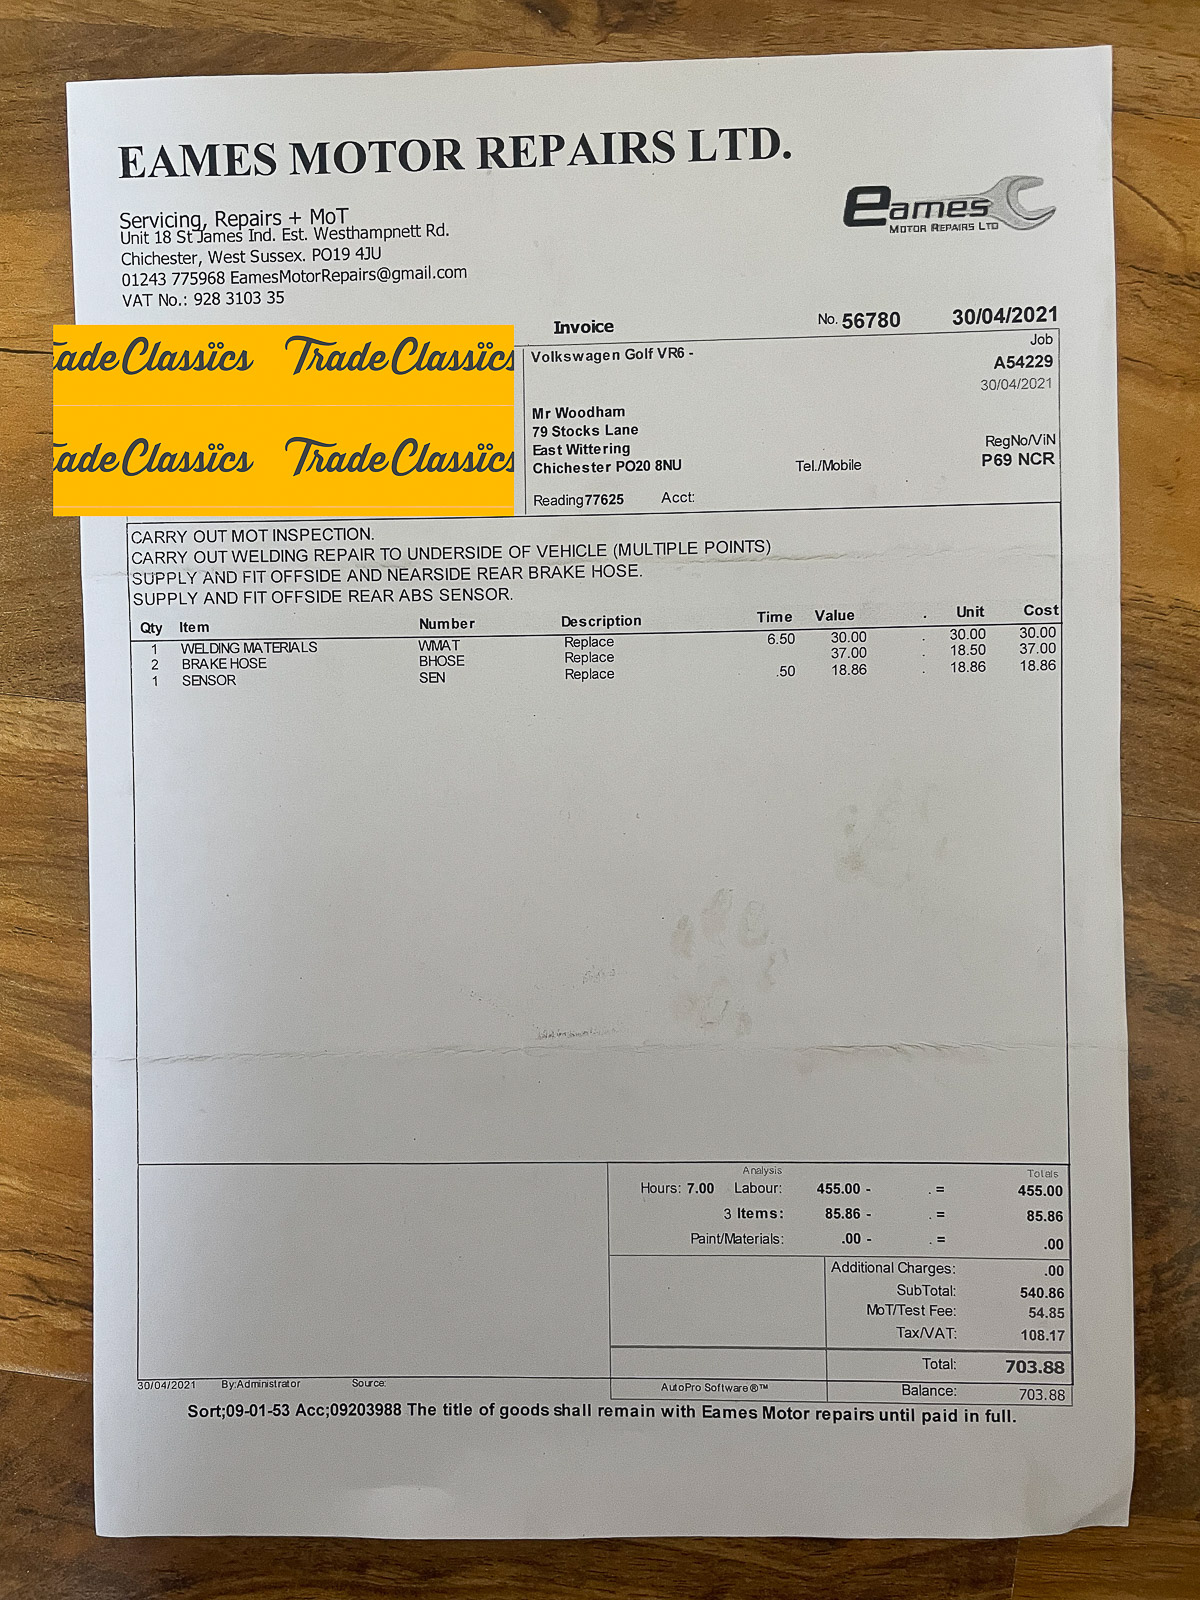 EAMES MOTOR REPAIRS LTD.
Servicing, Repairs + MoT
Unit 18 St James Ind. Est. Westhampnett Rd.
Chichester, West Sussex. PO19 4JU
01243 775968 EamesMotorRepairs@gmail.com
VAT No.: 928 3103 35
Eames
MOTOR REPAIRS LTD
Trade Classics Trade Classics
Trade Classics Trade Classics
Invoice No. 56780 30/04/2021
Volkswagen Golf VR6 -
Job
A54229
30/04/2021
Mr Woodham
79 Stocks Lane
East Wittering
Chichester PO20 8NU
Tel./Mobile
RegNo/ViN
P69 NCR
Reading 77625 Acct:
CARRY OUT MOT INSPECTION.
CARRY OUT WELDING REPAIR TO UNDERSIDE OF VEHICLE (MULTIPLE POINTS)
SUPPLY AND FIT OFFSIDE AND NEARSIDE REAR BRAKE HOSE.
SUPPLY AND FIT OFFSIDE REAR ABS SENSOR.
Qty Item Number Description Time Value . Unit Cost
1 WELDING MATERIALS WMAT Replace 6.50 30.00 . 30.00 30.00
2 BRAKE HOSE BHOSE Replace 37.00 . 18.50 37.00
1 SENSOR SEN Replace .50 18.86 . 18.86 18.86
Analysis Totals
Hours: 7.00 Labour: 455.00 - . = 455.00
3 Items: 85.86 - . = 85.86
Paint/Materials: .00 - . = .00
Additional Charges: .00
SubTotal: 540.86
MoT/Test Fee: 54.85
Tax/VAT: 108.17
Total: 703.88
30/04/2021 By:Administrator Source: AutoPro Software®™ Balance: 703.88
Sort;09-01-53 Acc;09203988 The title of goods shall remain with Eames Motor repairs until paid in full.